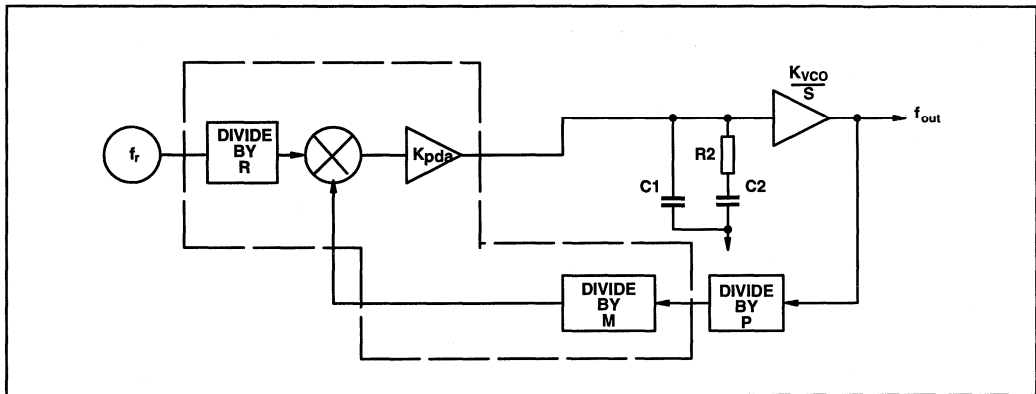 fr
DIVIDE
BY
R
Kpda
C1
R2
C2
KVCO
S
fout
DIVIDE
BY
M
DIVIDE
BY
P